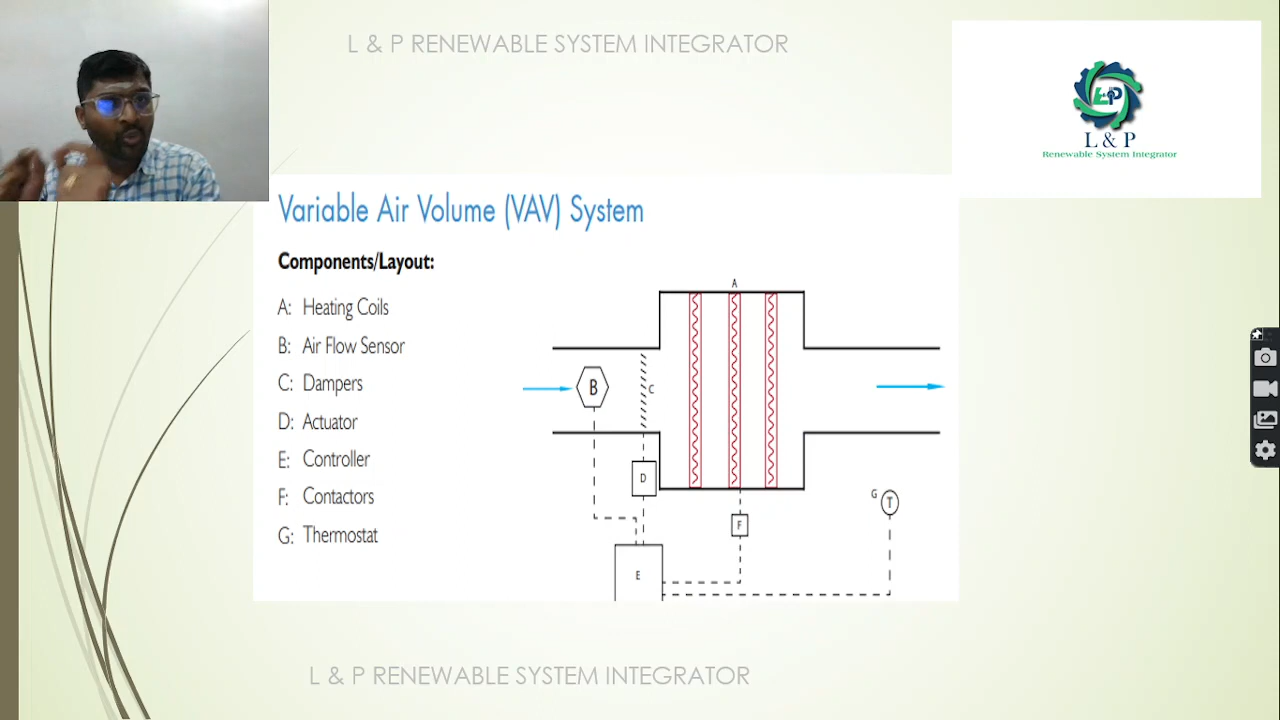 L & P RENEWABLE SYSTEM INTEGRATOR
L&P
L & P
Renewable System Integrator
Variable Air Volume (VAV) System
Components/Layout:
A: Heating Coils
B: Air Flow Sensor
C: Dampers
D: Actuator
E: Controller
F: Contactors
G: Thermostat
A
B
C
D
G
T
F
E
L & P RENEWABLE SYSTEM INTEGRATOR